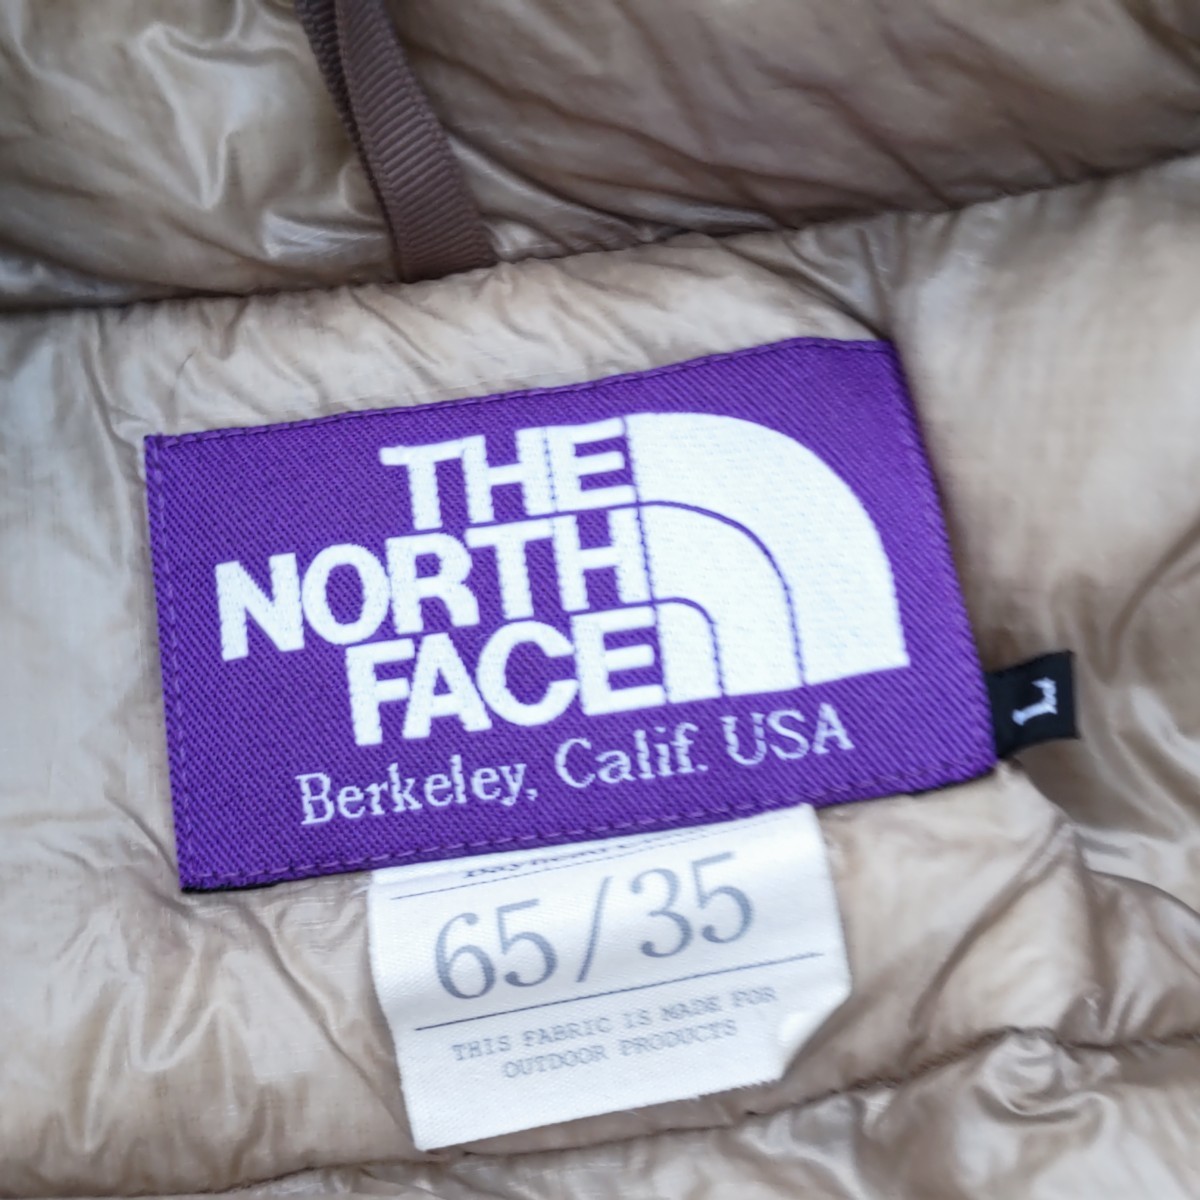 THE
NORTH
FACE
Berkeley, Calif. USA
L
65/35
THIS FABRIC IS MADE FOR
OUTDOOR PRODUCTS